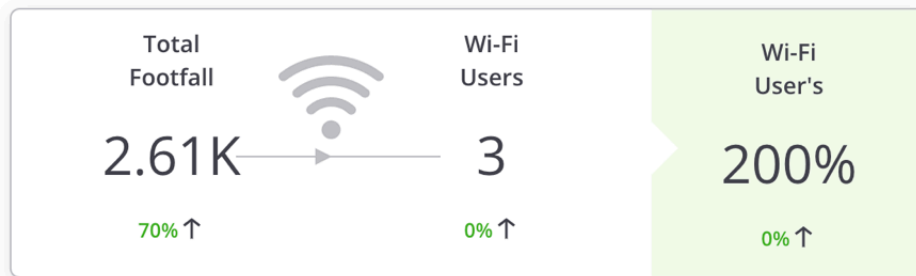 Total
Footfall
2.61K
70% ↑
Wi-Fi
Users
3
0% ↑
Wi-Fi
User's
200%
0% ↑